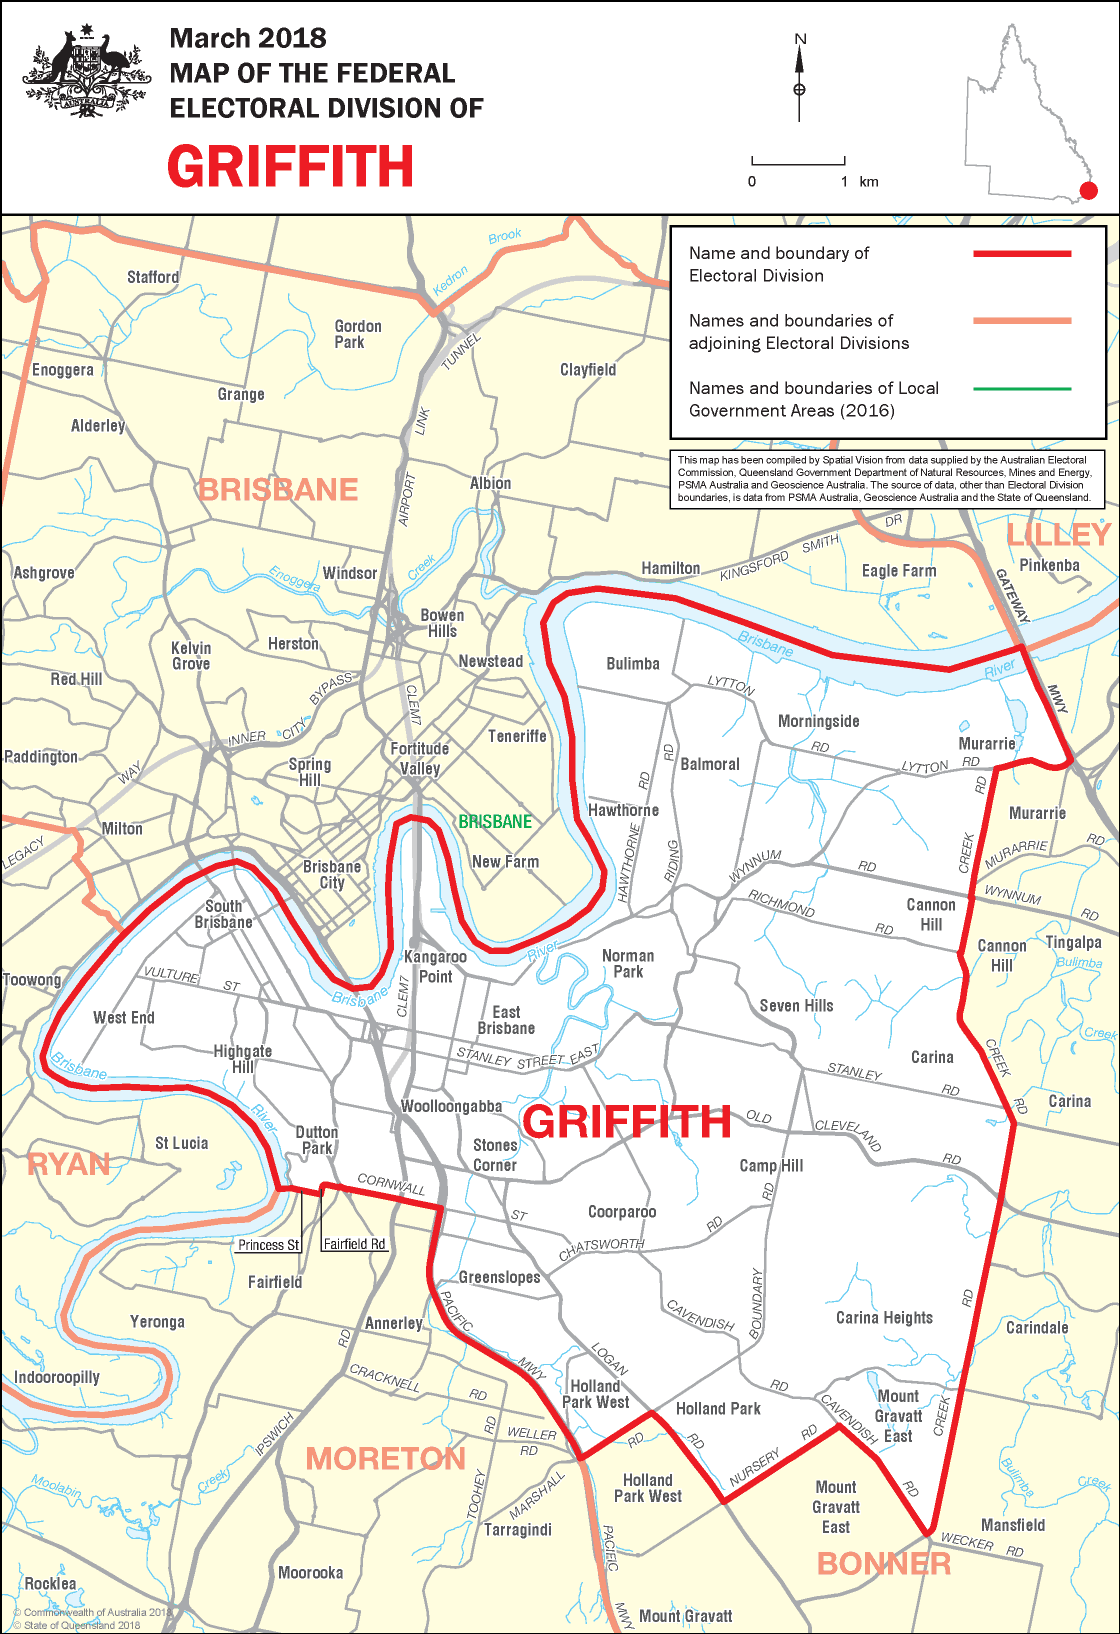 March 2018
MAP OF THE FEDERAL
ELECTORAL DIVISION OF
GRIFFITH
AUSTRALIA
N
0 1 km
Name and boundary of
Electoral Division
Names and boundaries of
adjoining Electoral Divisions
Names and boundaries of Local
Government Areas (2016)
This map has been compiled by Spatial Vision from data supplied by the Australian Electoral
Commission, Queensland Government Department of Natural Resources, Mines and Energy,
PSMA Australia and Geoscience Australia. The source of data, other than Electoral Division
boundaries, is data from PSMA Australia, Geoscience Australia and the State of Queensland.
Kedron Brook
Stafford
Gordon
Park
TUNNEL
Enoggera
Clayfield
Grange
LINK
Alderley
BRISBANE
Albion
AIRPORT
DR
LILLEY
KINGSFORD SMITH
Hamilton
Eagle Farm
Pinkenba
Ashgrove
Enoggera
Windsor
Creek
GATEWAY
Bowen
Hills
Herston
Kelvin
Grove
Newstead
Bulimba
Brisbane
River
Red Hill
BYPASS
CLEM7
LYTTON
MWY
Morningside
INNER CITY
Teneriffe
RD
Murarrie
Fortitude
Valley
Paddington
WAY
Spring
Hill
RD
Balmoral
LYTTON RD
RD
RD
Hawthorne
BRISBANE
Murarrie
Milton
LEGACY
New Farm
HAWTHORNE
RIDING
WYNNUM
RD
CREEK
MURARRIE
RD
Brisbane
City
RICHMOND
RD
WYNNUM
RD
South
Brisbane
Cannon
Hill
River
Kangaroo
Point
Norman
Park
Cannon
Hill
Tingalpa
Bulimba
Toowong
VULTURE ST
Brisbane
CLEM7
Seven Hills
West End
East
Brisbane
Creek
Highgate
Hill
STANLEY STREET EAST
Carina
CREEK
Brisbane
STANLEY
RD
RD
Carina
River
Woolloongabba
GRIFFITH
OLD
CLEVELAND
St Lucia
Dutton
Park
Stones
Corner
RD
RYAN
Camp Hill
CORNWALL
RD
ST
Coorparoo
RD
Princess St
Fairfield Rd
CHATSWORTH
Fairfield
Greenslopes
PACIFIC
BOUNDARY
RD
Yeronga
Annerley
CAVENDISH
Carina Heights
Carindale
RD
LOGAN
MWY
Indooroopilly
CRACKNELL
RD
Holland
Park West
RD
Mount
Gravatt
East
Holland Park
CAVENDISH
CREEK
IPSWICH
RD
WELLER
RD
RD
RD
RD
MORETON
NURSERY
Moolabin
Creek
TOOHEY
MARSHALL
Holland
Park West
RD
Mount
Gravatt
East
Bulimba
Creek
Tarragindi
Mansfield
PACIFIC
WECKER RD
BONNER
Moorooka
Rocklea
MWY
Mount Gravatt
© Commonwealth of Australia 2018
© State of Queensland 2018